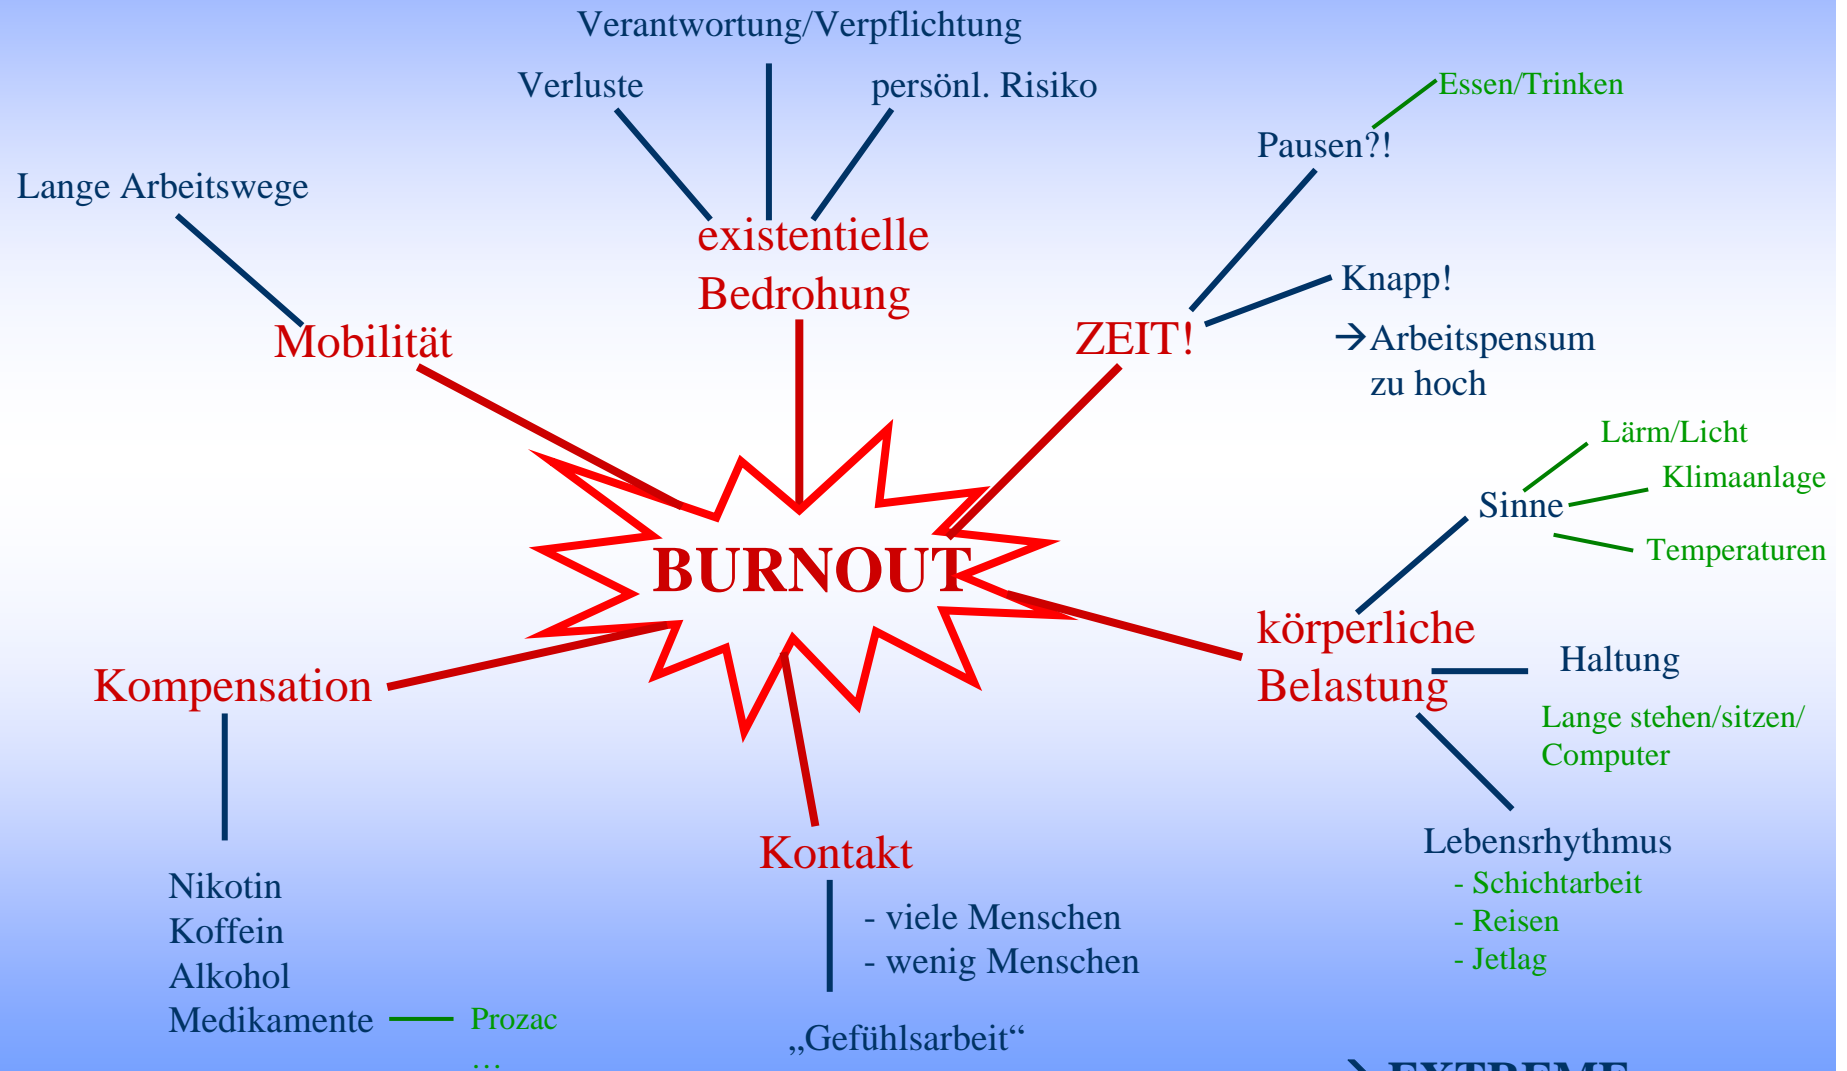 Verantwortung/Verpflichtung
Verluste
persönl. Risiko
existentielle
Bedrohung
Lange Arbeitswege
Mobilität
Essen/Trinken
Pausen?!
Knapp!
→Arbeitspensum
zu hoch
ZEIT!
BURNOUT
Lärm/Licht
Klimaanlage
Sinne
Temperaturen
körperliche
Belastung
Haltung
Lange stehen/sitzen/
Computer
Lebensrhythmus
- Schichtarbeit
- Reisen
- Jetlag
Kompensation
Nikotin
Koffein
Alkohol
Medikamente
Prozac
…
Kontakt
- viele Menschen
- wenig Menschen
„Gefühlsarbeit“
→ EXTREME